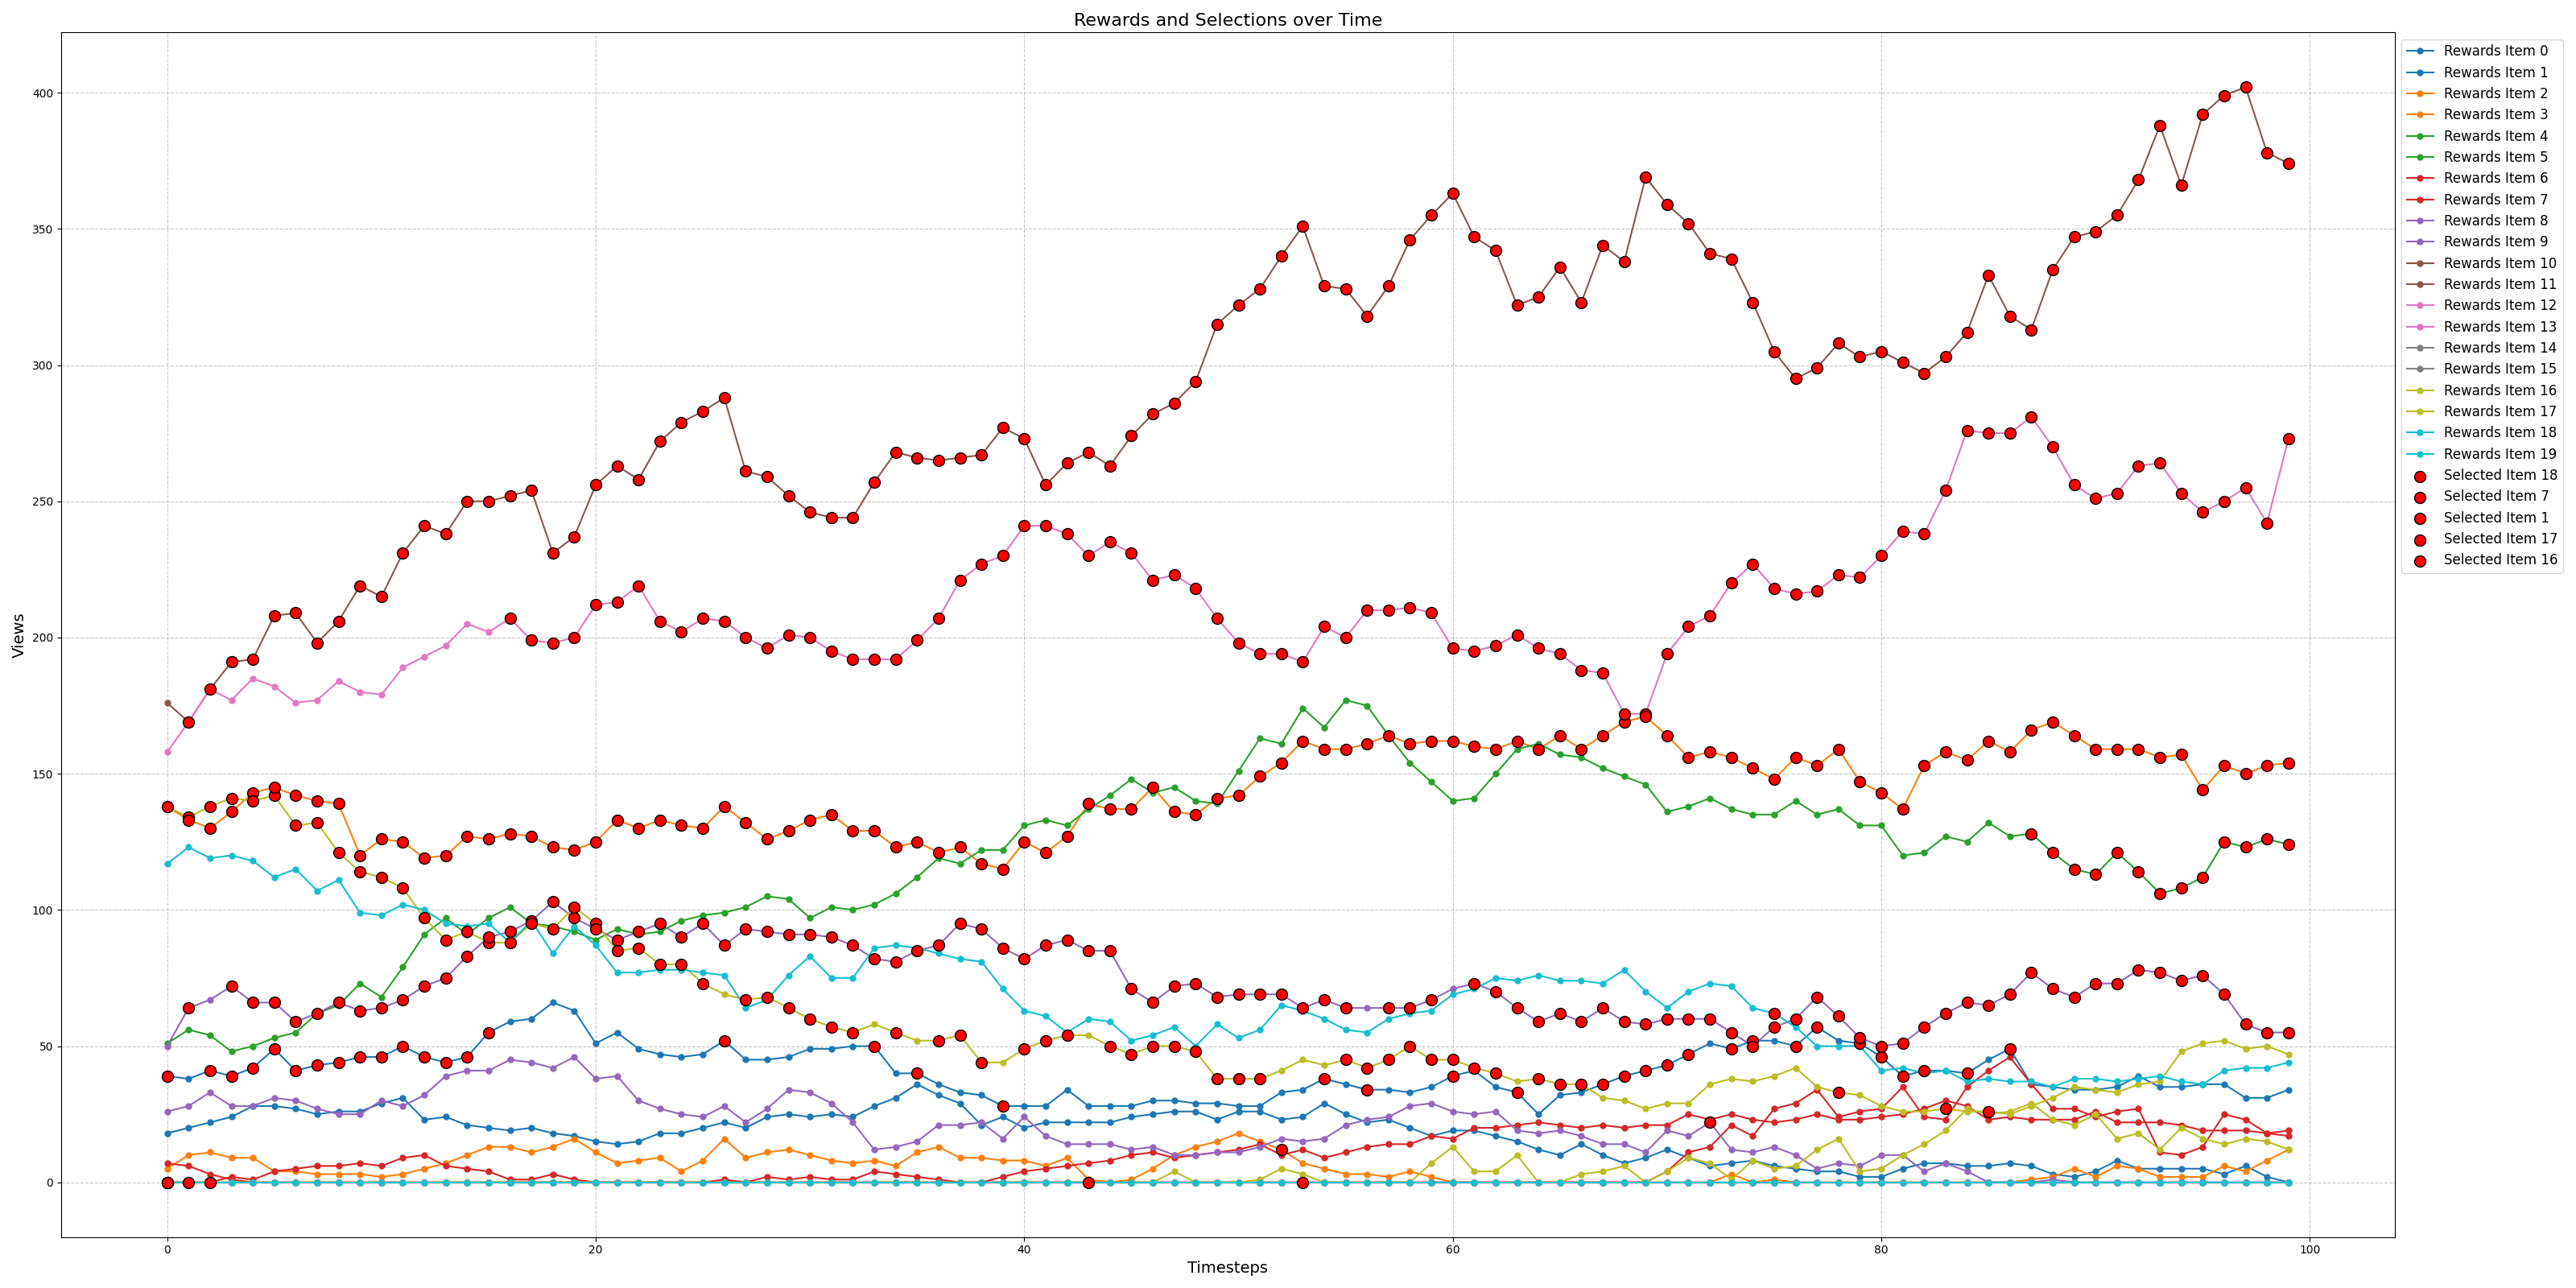 Rewards and Selections over Time
Views
400
350
300
250
200
150
100
50
0
0
20
40
60
80
100
Timesteps
Rewards Item 0
Rewards Item 1
Rewards Item 2
Rewards Item 3
Rewards Item 4
Rewards Item 5
Rewards Item 6
Rewards Item 7
Rewards Item 8
Rewards Item 9
Rewards Item 10
Rewards Item 11
Rewards Item 12
Rewards Item 13
Rewards Item 14
Rewards Item 15
Rewards Item 16
Rewards Item 17
Rewards Item 18
Rewards Item 19
Selected Item 18
Selected Item 7
Selected Item 1
Selected Item 17
Selected Item 16